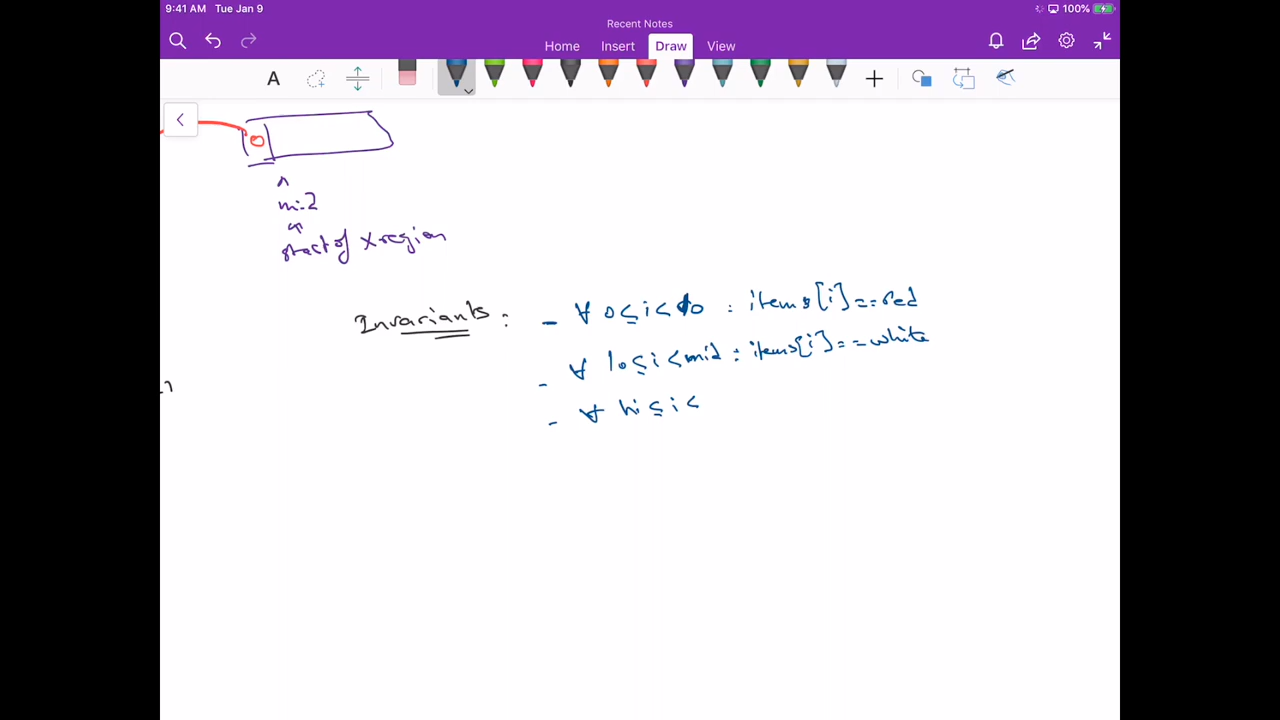 9:41 AM Tue Jan 9
100%
Recent Notes
Home Insert Draw View
A
mid
start of X region
Invariants : - ∀ 0 ≤ i < lo : items[i] == red
- ∀ lo ≤ i < mid : items[i] == white
- ∀ hi ≤ i <